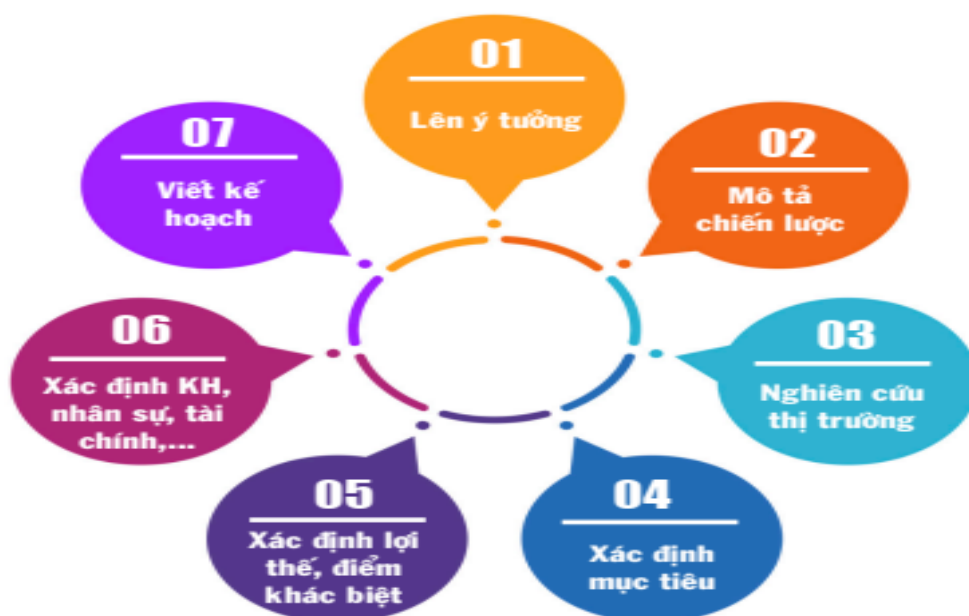 01
Lên ý tưởng
02
Mô tả
chiến lược
03
Nghiên cứu
thị trường
04
Xác định
mục tiêu
05
Xác định lợi
thế, điểm
khác biệt
06
Xác định KH,
nhân sự, tài
chính,...
07
Viết kế
hoạch